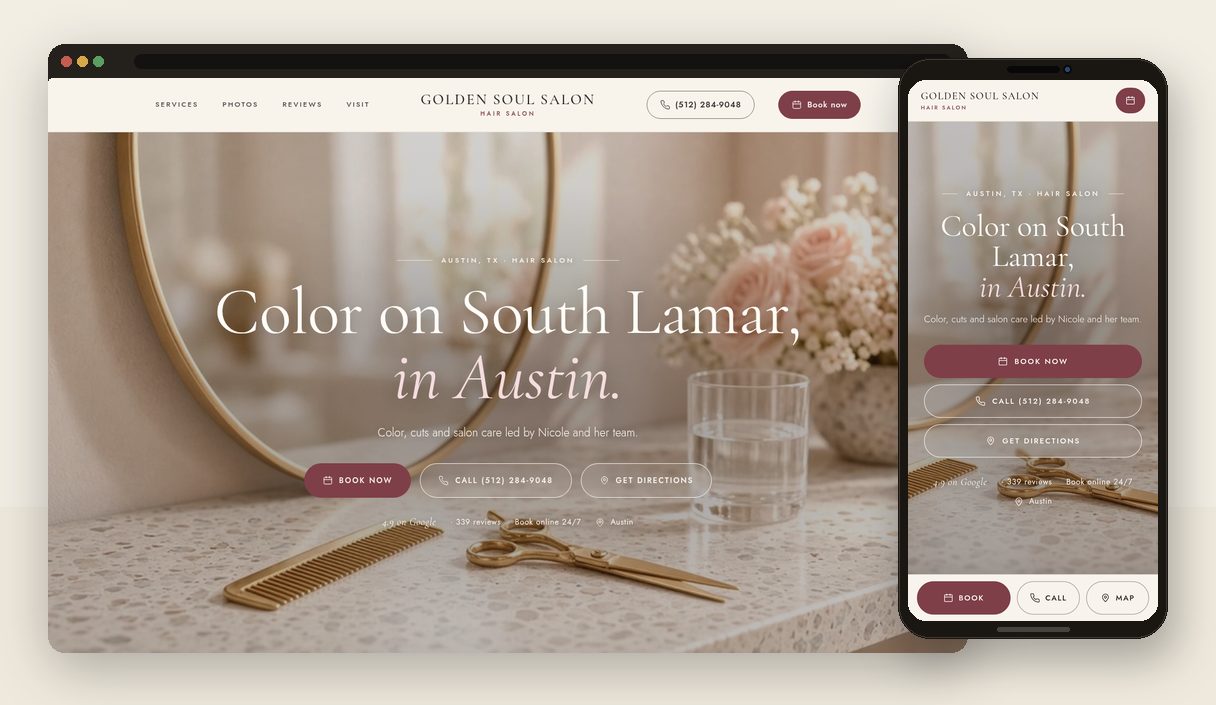 SERVICES PHOTOS REVIEWS VISIT
GOLDEN SOUL SALON
HAIR SALON
(512) 284-9048
Book now
AUSTIN, TX · HAIR SALON
Color on South Lamar,
in Austin.
Color, cuts and salon care led by Nicole and her team.
BOOK NOW
CALL (512) 284-9048
GET DIRECTIONS
4.9 on Google · 339 reviews Book online 24/7 Austin
GOLDEN SOUL SALON
HAIR SALON
AUSTIN, TX · HAIR SALON
Color on South
Lamar,
in Austin.
Color, cuts and salon care led by Nicole and her team.
BOOK NOW
CALL (512) 284-9048
GET DIRECTIONS
4.9 on Google · 339 reviews Book online 24/7
Austin
BOOK CALL MAP